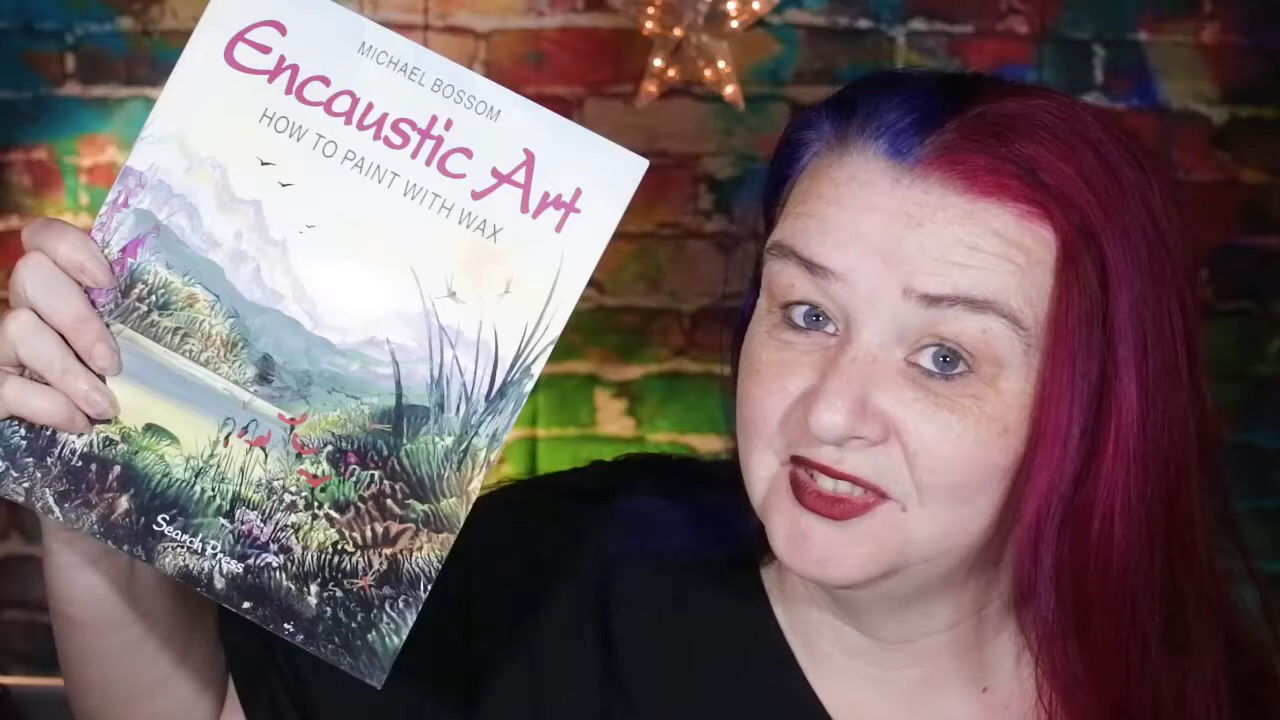 MICHAEL BOSSOM
Encaustic Art
HOW TO PAINT WITH WAX
Search Press